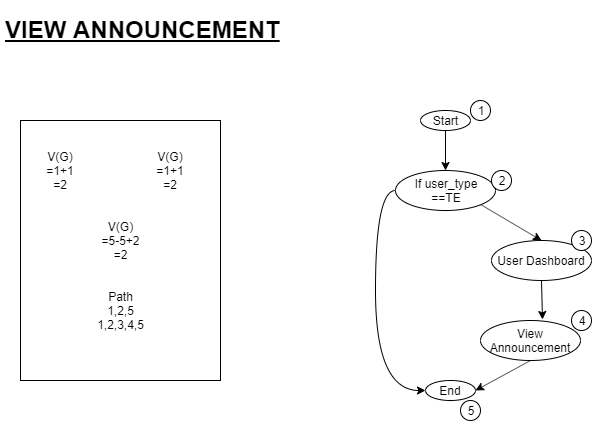 VIEW ANNOUNCEMENT
V(G)
=1+1
=2
V(G)
=1+1
=2
V(G)
=5-5+2
=2
Path
1,2,5
1,2,3,4,5
1
Start
2
If user_type
==TE
3
User Dashboard
4
View
Announcement
End
5